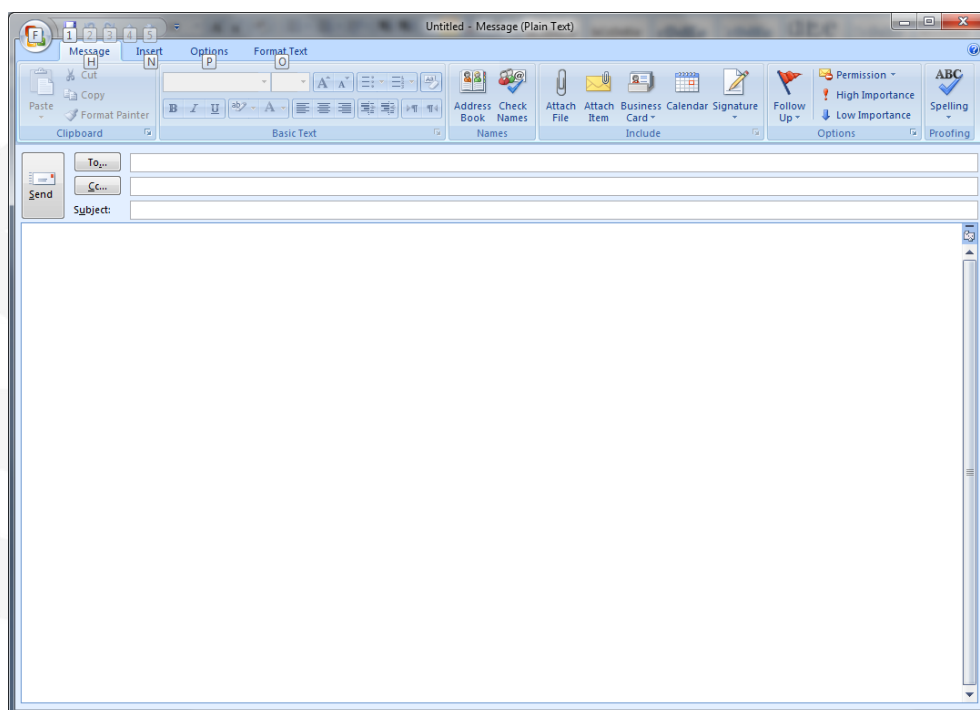 Untitled - Message (Plain Text)
F 1 2 3 4 5
Message Insert Options Format Text
H N P O
Cut
Copy
Format Painter
Paste
Clipboard
B I U ab A
A A
Basic Text
Address Book
Check Names
Names
Attach File
Attach Item
Business Card
Calendar
Signature
Include
Follow Up
Permission
High Importance
Low Importance
Options
ABC
Spelling
Proofing
Send
To...
Cc...
Subject: